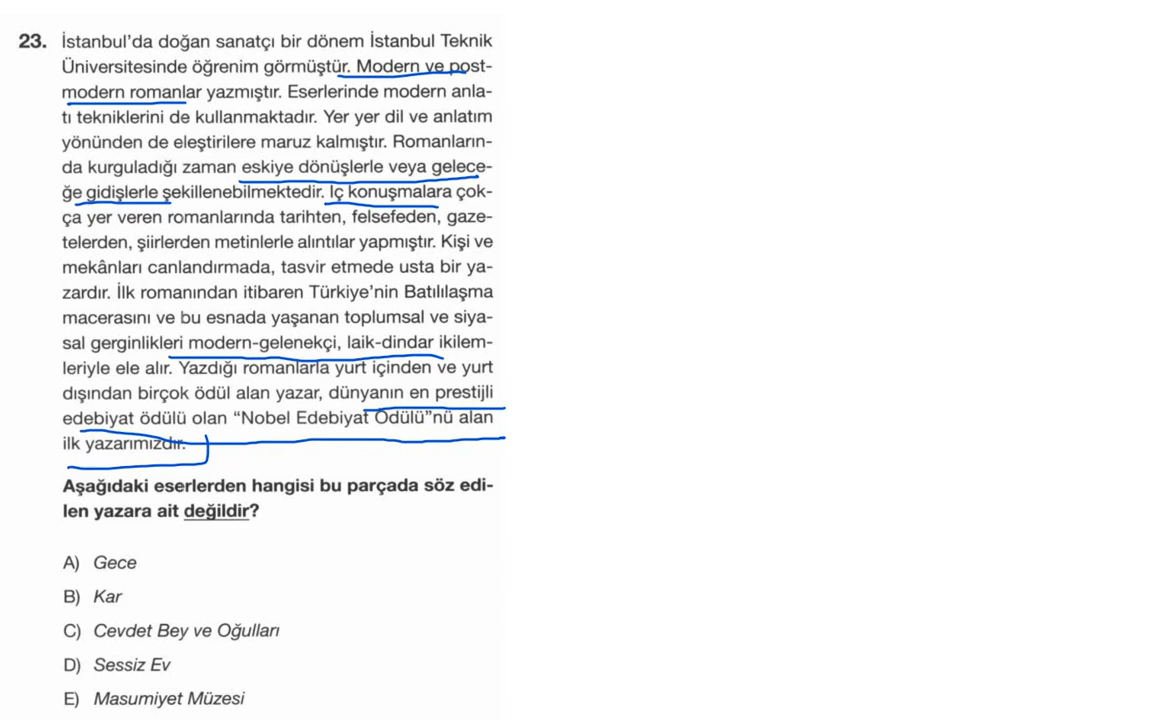 23. İstanbul'da doğan sanatçı bir dönem İstanbul Teknik
Üniversitesinde öğrenim görmüştür. Modern ve post-
modern romanlar yazmıştır. Eserlerinde modern anla-
tı tekniklerini de kullanmaktadır. Yer yer dil ve anlatım
yönünden de eleştirilere maruz kalmıştır. Romanların-
da kurguladığı zaman eskiye dönüşlerle veya gelece-
ğe gidişlerle şekillenebilmektedir. İç konuşmalara çok-
ça yer veren romanlarında tarihten, felsefeden, gaze-
telerden, şiirlerden metinlerle alıntılar yapmıştır. Kişi ve
mekânları canlandırmada, tasvir etmede usta bir ya-
zardır. İlk romanından itibaren Türkiye'nin Batılılaşma
macerasını ve bu esnada yaşanan toplumsal ve siya-
sal gerginlikleri modern-gelenekçi, laik-dindar ikilem-
leriyle ele alır. Yazdığı romanlarla yurt içinden ve yurt
dışından birçok ödül alan yazar, dünyanın en prestijli
edebiyat ödülü olan “Nobel Edebiyat Ödülü”nü alan
ilk yazarımızdır.
Aşağıdaki eserlerden hangisi bu parçada söz edi-
len yazara ait değildir?
A) Gece
B) Kar
C) Cevdet Bey ve Oğulları
D) Sessiz Ev
E) Masumiyet Müzesi